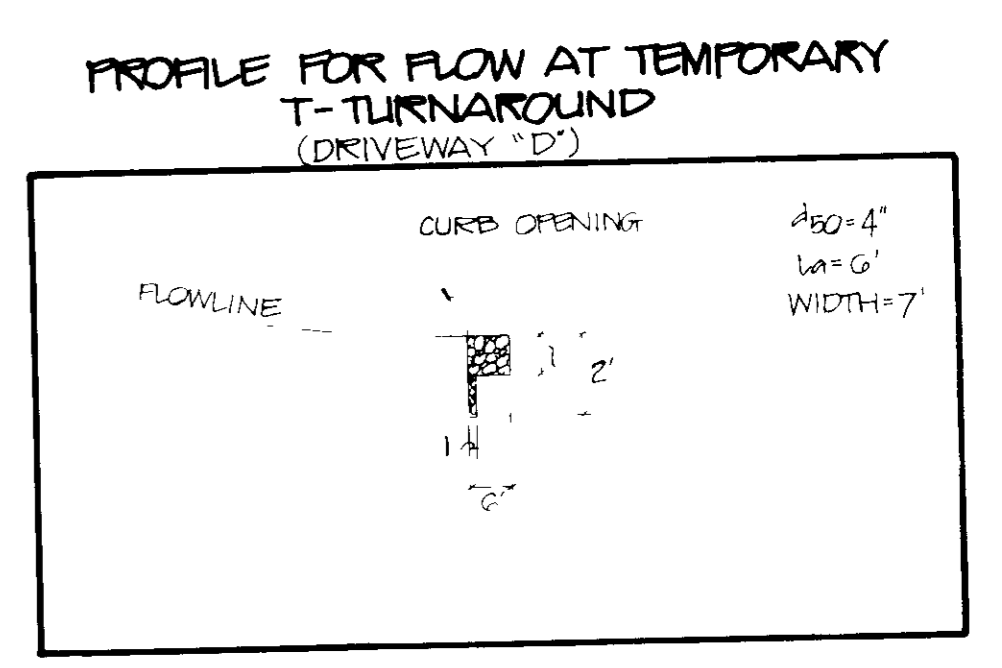 PROFILE FOR FLOW AT TEMPORARY
T-TURNAROUND
(DRIVEWAY "D")
CURB OPENING
d50=4"
La=6'
WIDTH=7'
FLOWLINE
2'
1
6'